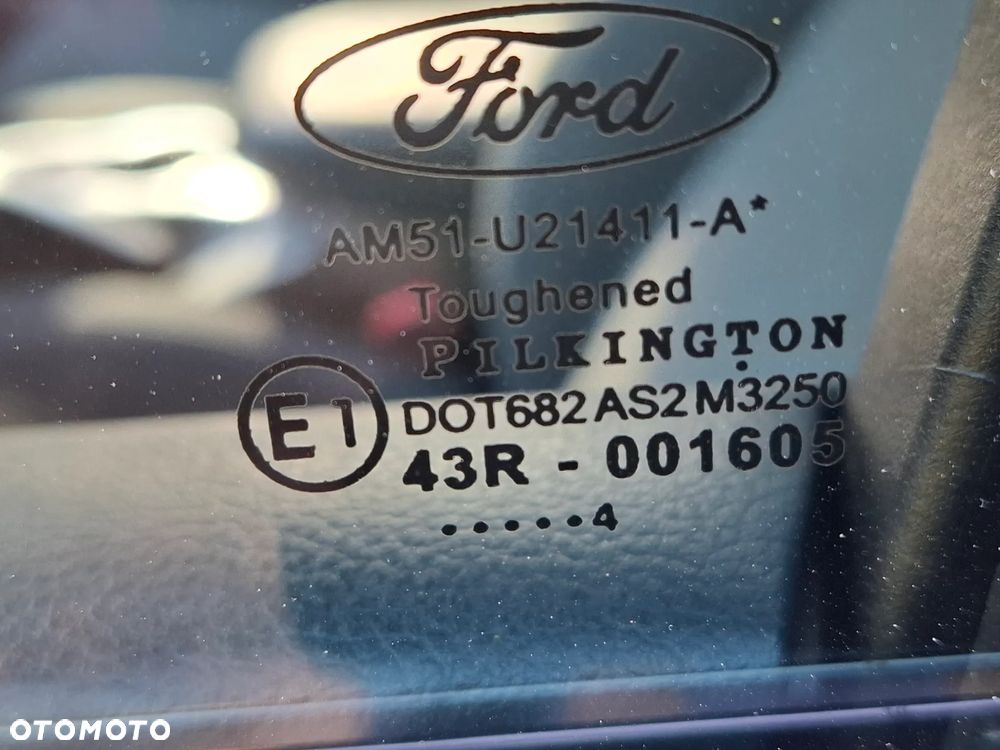 Ford
AM51-U21411-A*
Toughened
PILKINGTON
E1
DOT682 AS2 M3250
43R - 001605
.....4
OTOMOTO